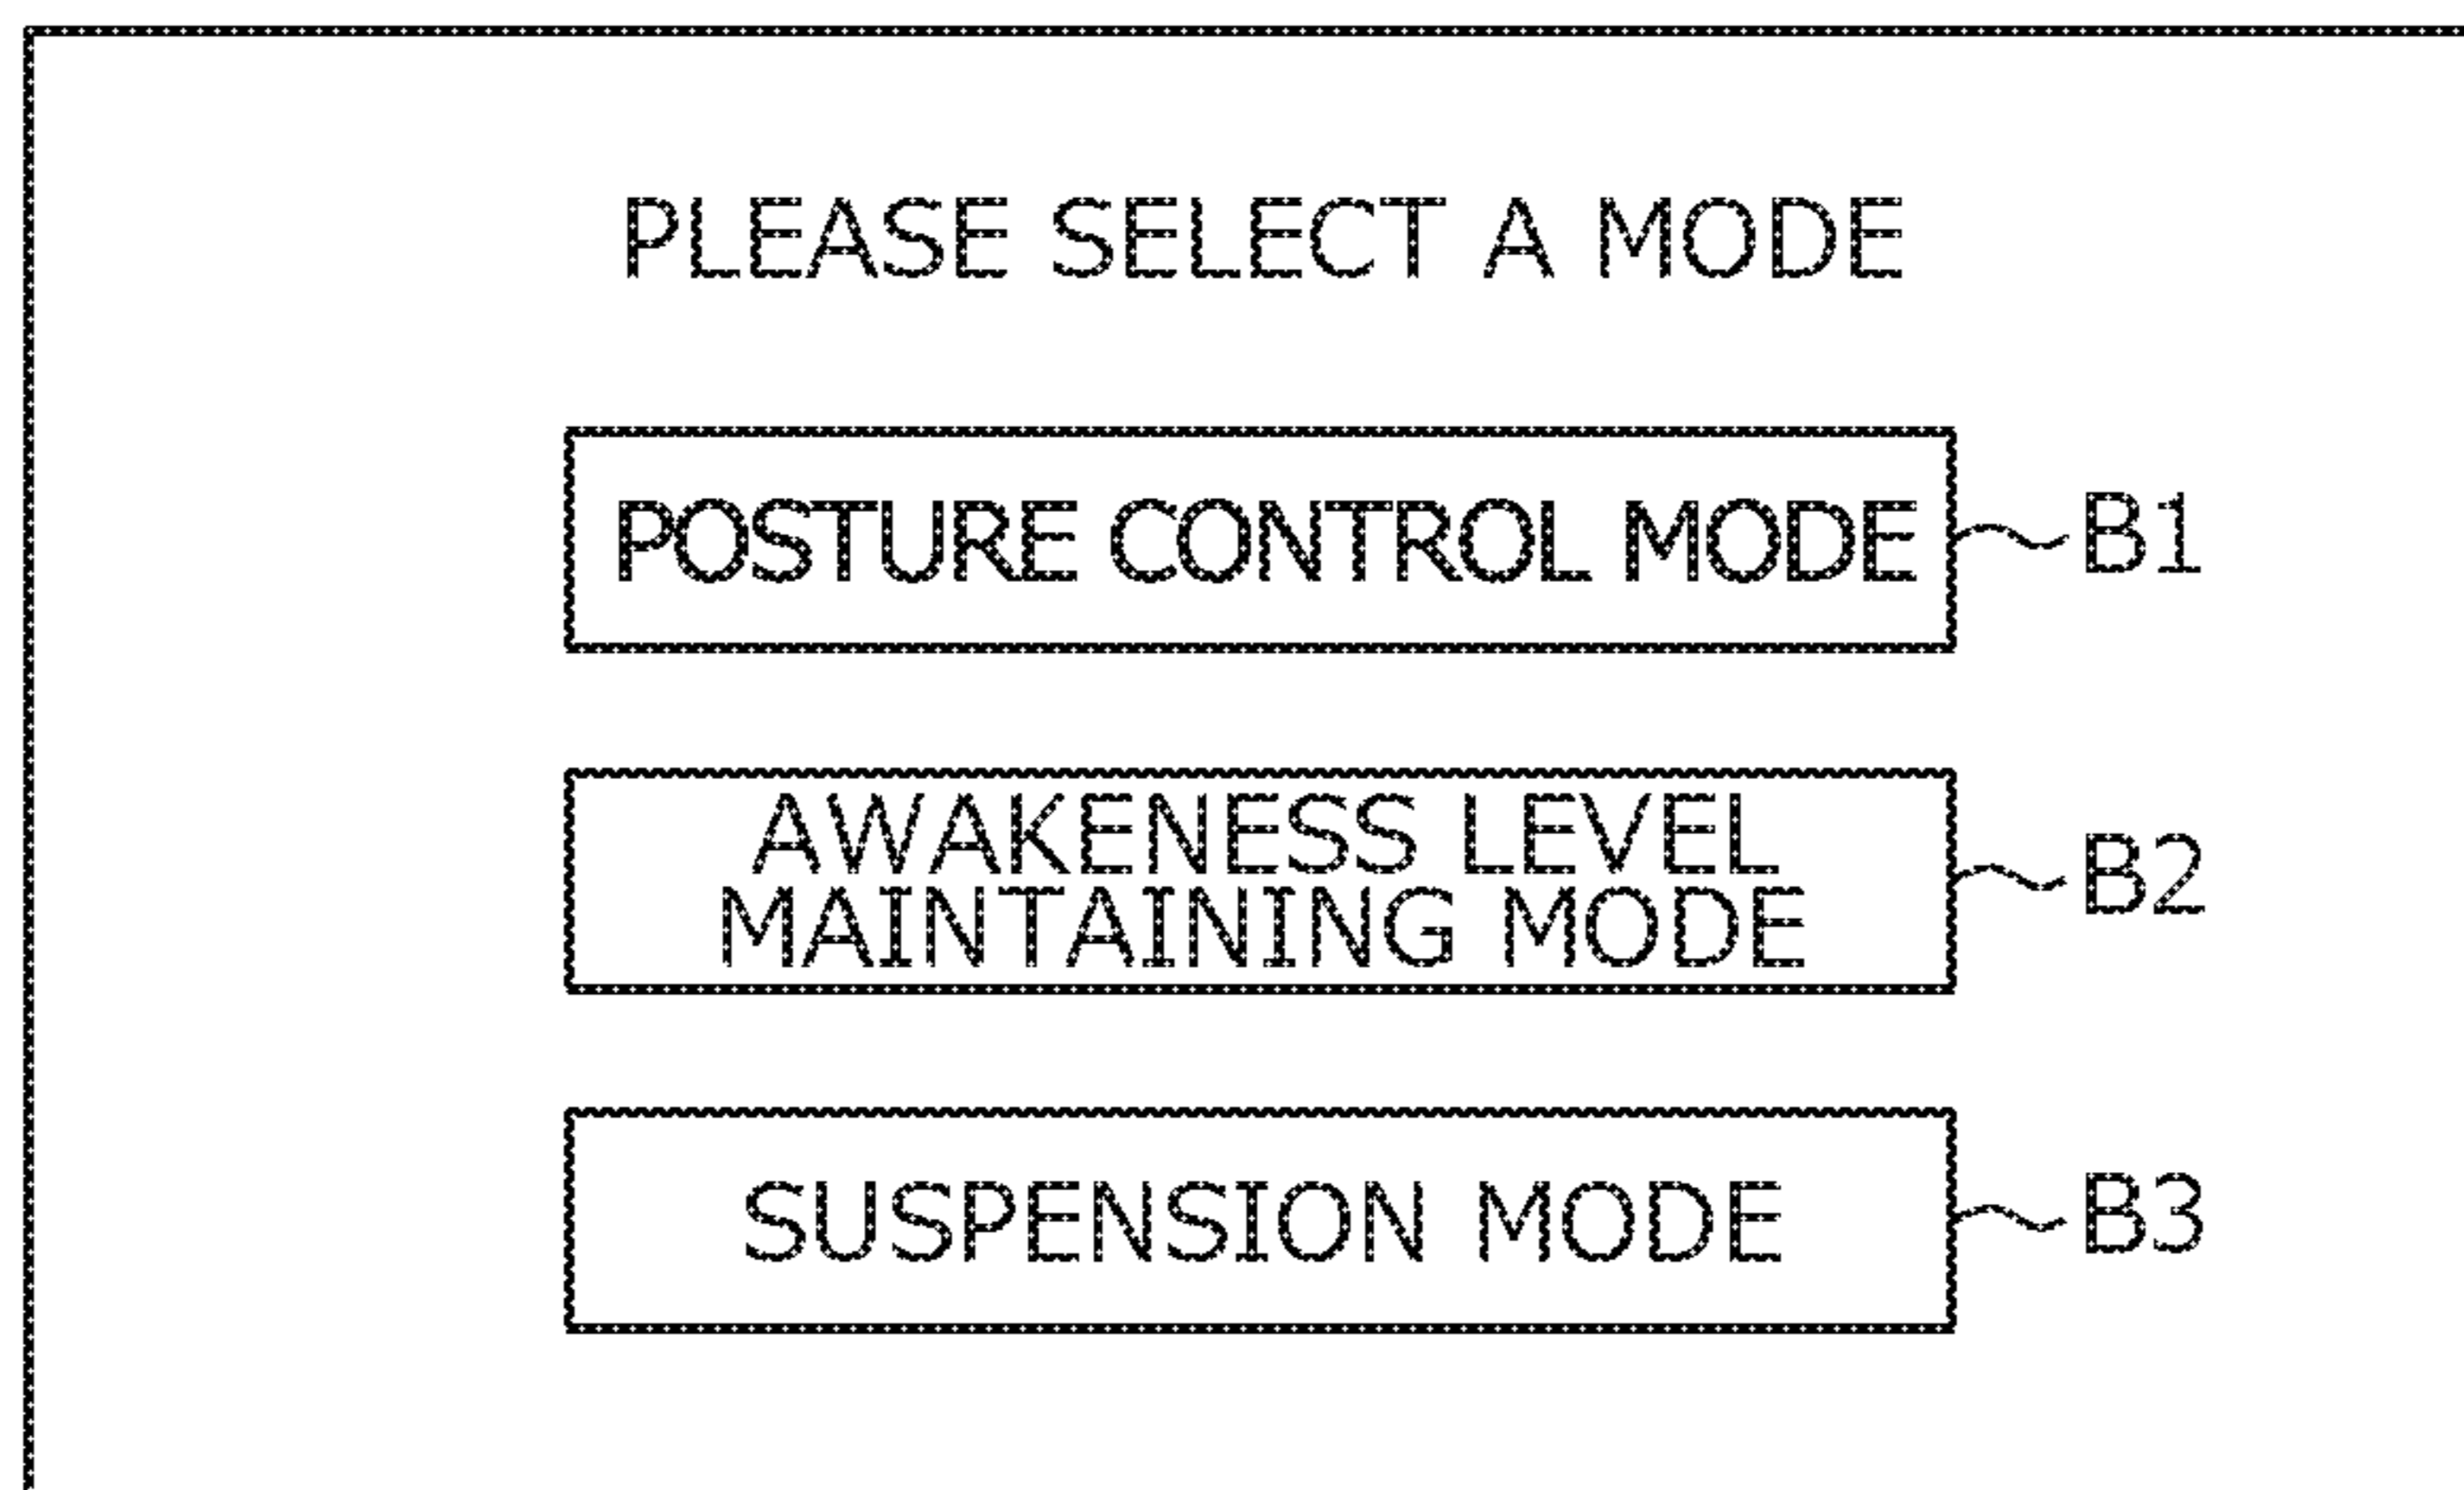 PLEASE SELECT A MODE
POSTURE CONTROL MODE
B1
AWAKENESS LEVEL
MAINTAINING MODE
B2
SUSPENSION MODE
B3